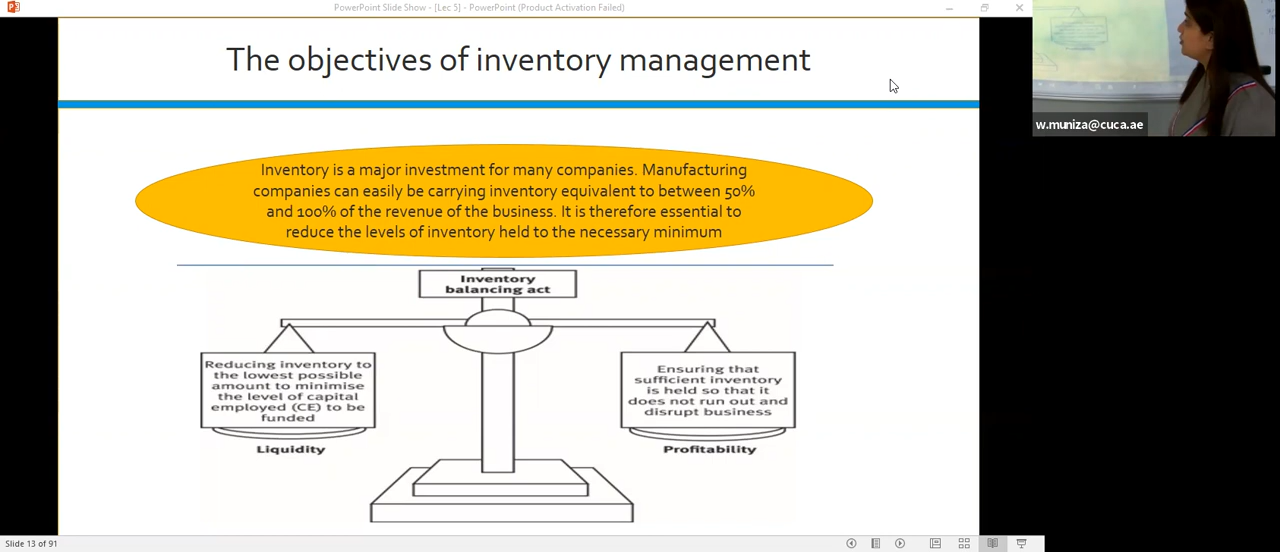 PowerPoint Slide Show - [Lec 3] - PowerPoint (Product Activation Failed)
The objectives of inventory management
w.muniza@cuca.ae
Inventory is a major investment for many companies. Manufacturing
companies can easily be carrying inventory equivalent to between 50%
and 100% of the revenue of the business. It is therefore essential to
reduce the levels of inventory held to the necessary minimum
Inventory
balancing act
Reducing inventory to
the lowest possible
amount to minimise
the level of capital
employed (CE) to be
funded
Liquidity
Ensuring that
sufficient inventory
is held so that it
does not run out and
disrupt business
Profitability
Slide 13 of 91